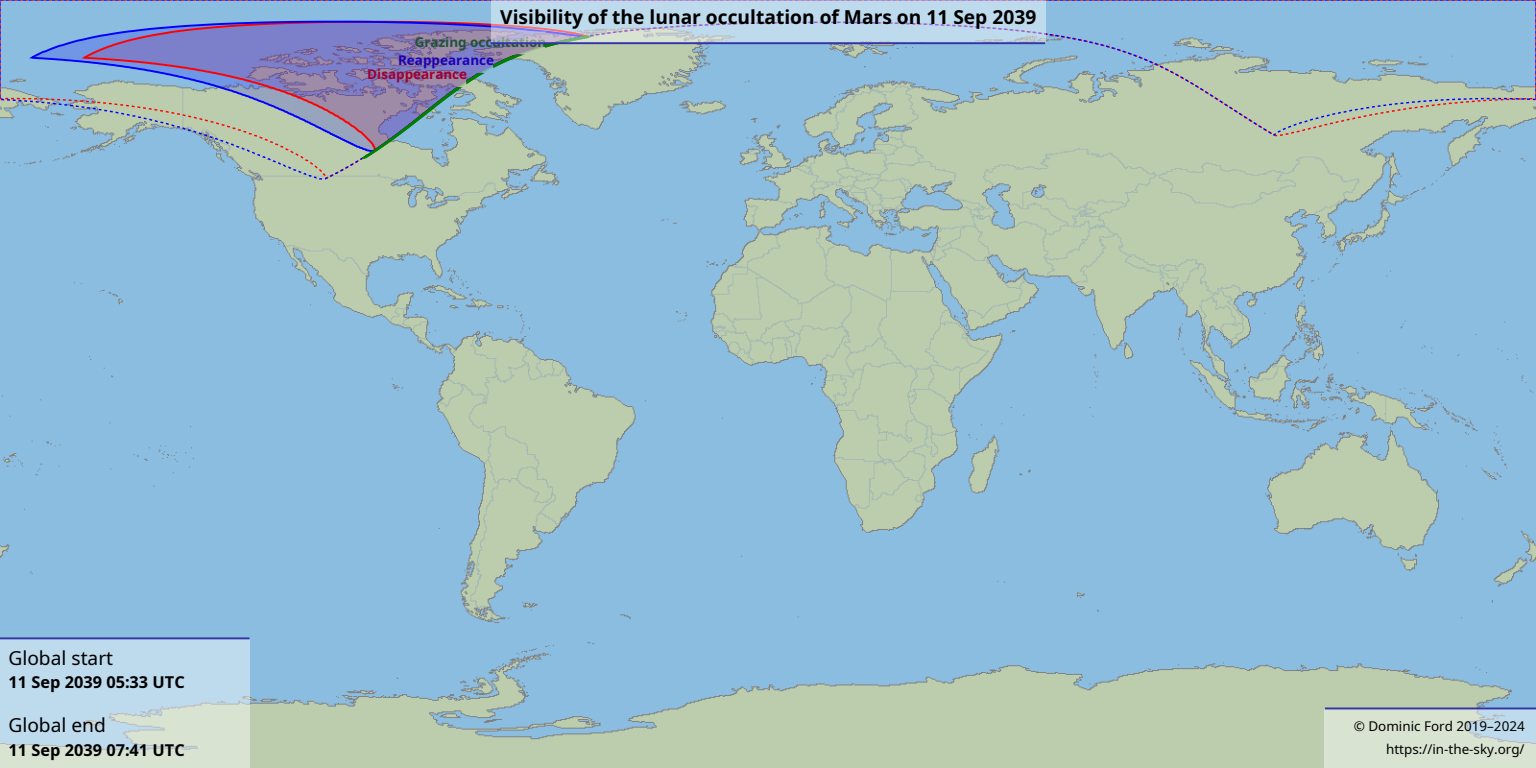 Visibility of the lunar occultation of Mars on 11 Sep 2039
Grazing occultation
Reappearance
Disappearance
Global start
11 Sep 2039 05:33 UTC
Global end
11 Sep 2039 07:41 UTC
© Dominic Ford 2019–2024
https://in-the-sky.org/